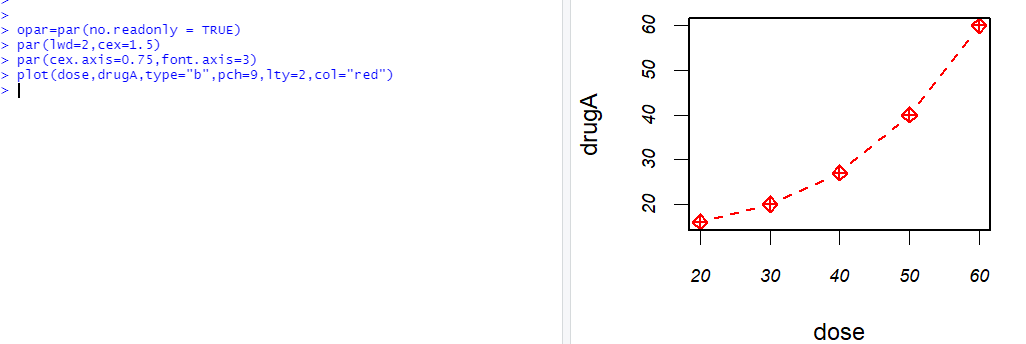 >
>
> opar=par(no.readonly = TRUE)
> par(lwd=2,cex=1.5)
> par(cex.axis=0.75,font.axis=3)
> plot(dose,drugA,type="b",pch=9,lty=2,col="red")
>
drugA
60
50
40
30
20
20 30 40 50 60
dose